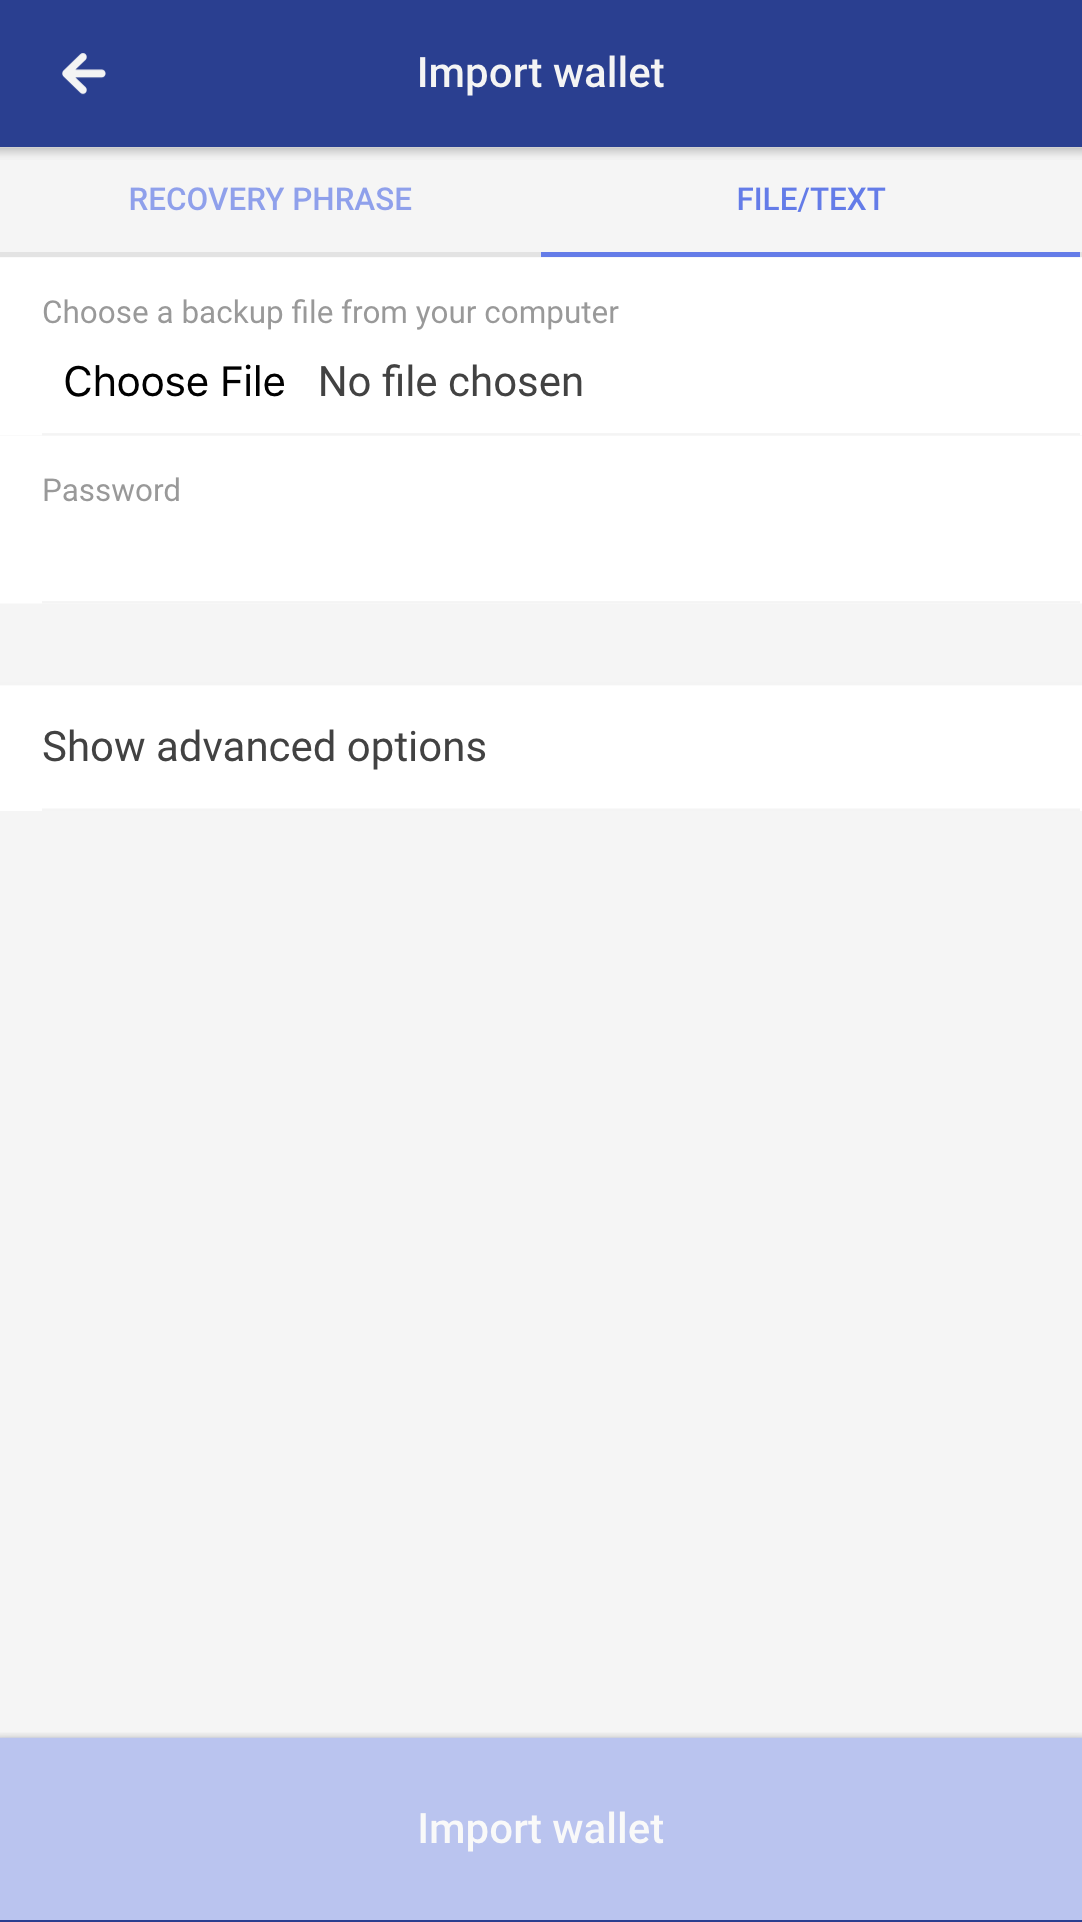 Import wallet
RECOVERY PHRASE FILE/TEXT
Choose a backup file from your computer
Choose File No file chosen
Password
Show advanced options
Import wallet